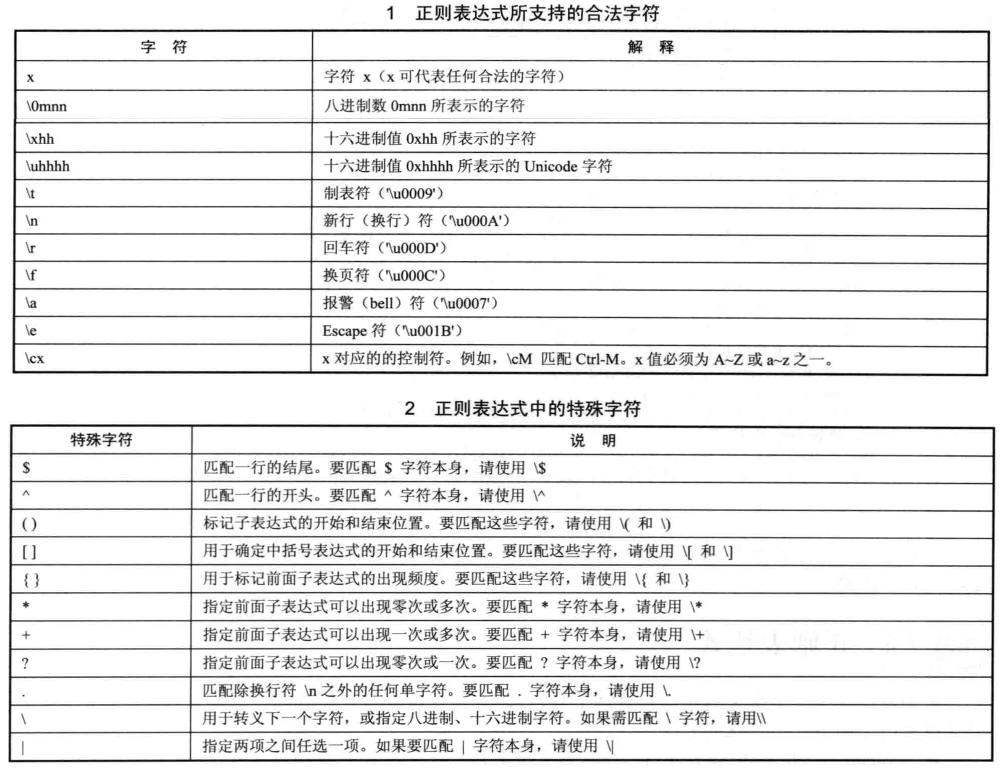 1 正则表达式所支持的合法字符
字 符 解 释
x 字符 x（x 可代表任何合法的字符）
\0mnn 八进制数 0mnn 所表示的字符
\xhh 十六进制值 0xhh 所表示的字符
\uhhhh 十六进制值 0xhhhh 所表示的 Unicode 字符
\t 制表符（'\u0009'）
\n 新行（换行）符（'\u000A'）
\r 回车符（'\u000D'）
\f 换页符（'\u000C'）
\a 报警（bell）符（'\u0007'）
\e Escape 符（'\u001B'）
\cx x 对应的的控制符。例如，\cM 匹配 Ctrl-M。x 值必须为 A~Z 或 a~z 之一。
2 正则表达式中的特殊字符
特殊字符 说 明
$ 匹配一行的结尾。要匹配 $ 字符本身，请使用 \$
^ 匹配一行的开头。要匹配 ^ 字符本身，请使用 \^
( ) 标记子表达式的开始和结束位置。要匹配这些字符，请使用 \( 和 \)
[ ] 用于确定中括号表达式的开始和结束位置。要匹配这些字符，请使用 \[ 和 \]
{ } 用于标记前面子表达式的出现频度。要匹配这些字符，请使用 \{ 和 \}
* 指定前面子表达式可以出现零次或多次。要匹配 * 字符本身，请使用 \*
+ 指定前面子表达式可以出现一次或多次。要匹配 + 字符本身，请使用 \+
? 指定前面子表达式可以出现零次或一次。要匹配 ? 字符本身，请使用 \?
. 匹配除换行符 \n 之外的任何单字符。要匹配 . 字符本身，请使用 \.
\ 用于转义下一个字符，或指定八进制、十六进制字符。如果需匹配 \ 字符，请用\\
| 指定两项之间任选一项。如果要匹配 | 字符本身，请使用 \|